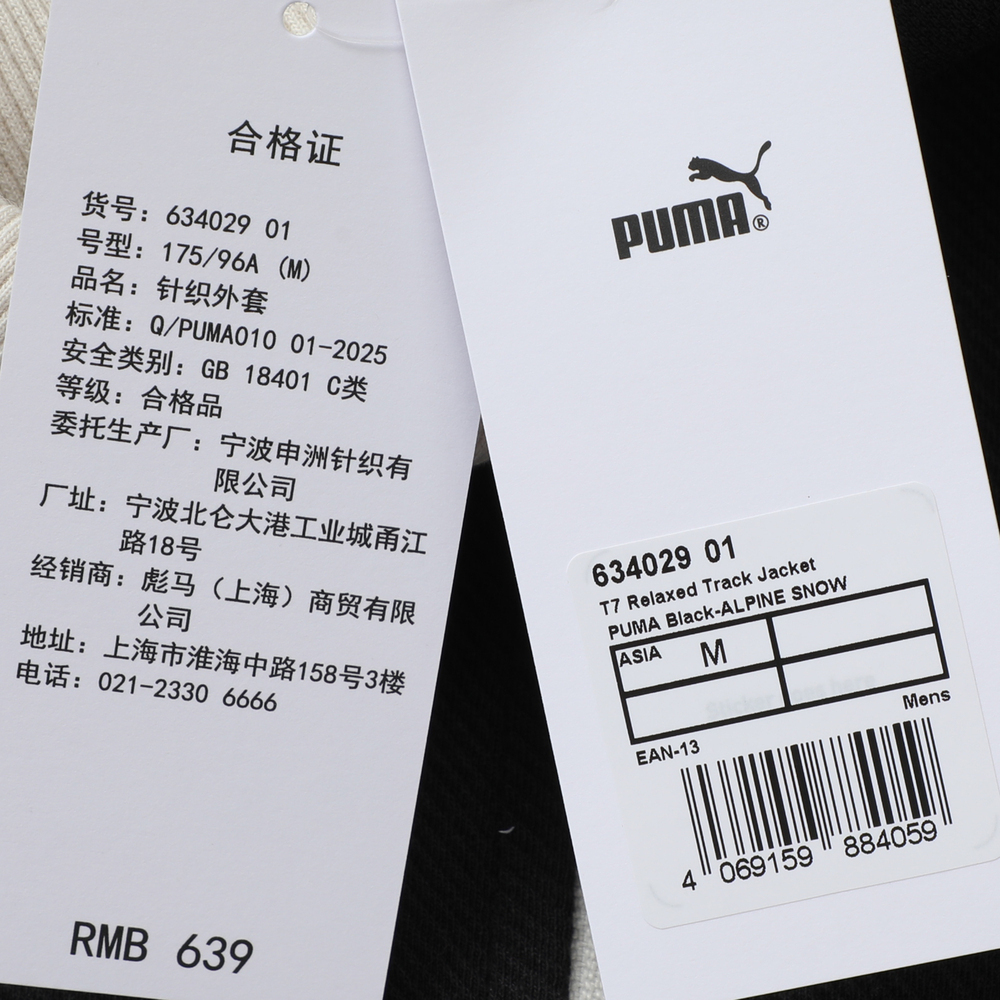 合格证
货号：634029 01
号型：175/96A (M)
品名：针织外套
标准：Q/PUMA010 01-2025
安全类别：GB 18401 C类
等级：合格品
委托生产厂：宁波申洲针织有
限公司
厂址：宁波北仑大港工业城甬江
路18号
经销商：彪马（上海）商贸有限
公司
地址：上海市淮海中路158号3楼
电话：021-2330 6666
RMB 639
PUMA®
634029 01
T7 Relaxed Track Jacket
PUMA Black-ALPINE SNOW
ASIA M
Sticker goes here
Mens
EAN-13
4 069159 884059